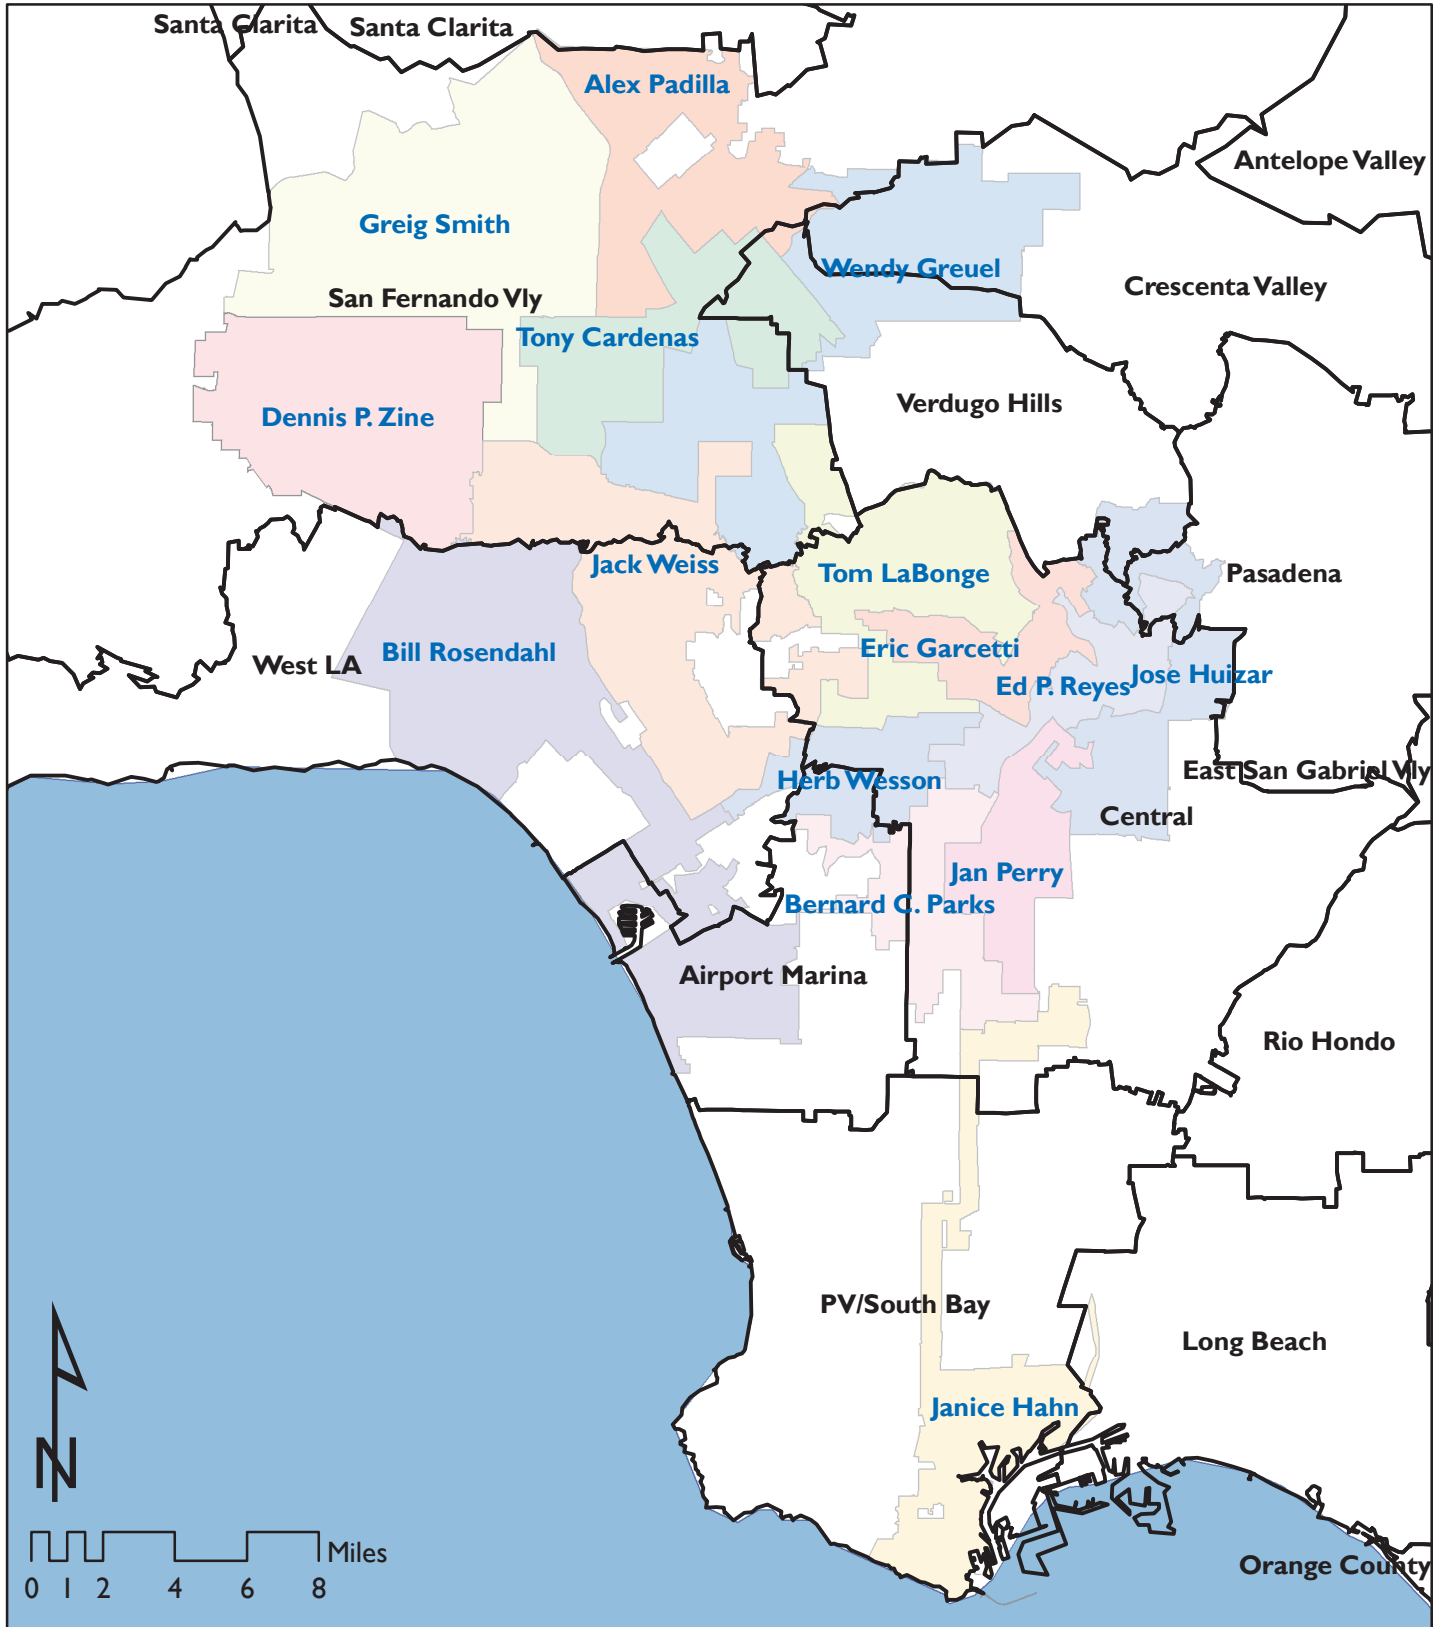 Santa Clarita
Santa Clarita
Alex Padilla
Antelope Valley
Greig Smith
Wendy Greuel
Crescenta Valley
San Fernando Vly
Tony Cardenas
Verdugo Hills
Dennis P. Zine
Jack Weiss
Tom LaBonge
Pasadena
Eric Garcetti
West LA
Bill Rosendahl
Ed P. Reyes
Jose Huizar
Herb Wesson
East San Gabriel Vly
Central
Jan Perry
Bernard C. Parks
Airport Marina
Rio Hondo
PV/South Bay
Long Beach
Janice Hahn
N
Miles
0 1 2 4 6 8
Orange County